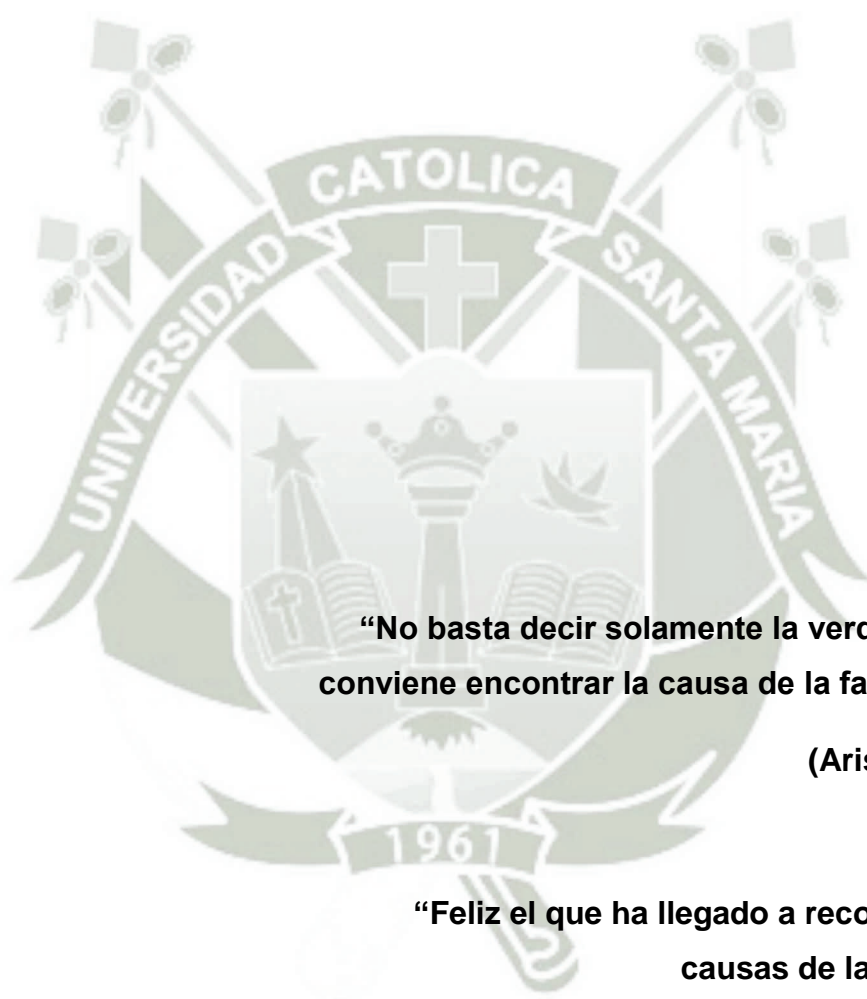 UNIVERSIDAD CATOLICA SANTA MARIA
“No basta decir solamente la
conviene encontrar la causa de la fa
(Aris
1961
“Feliz el que ha llegado a reco
causas de la